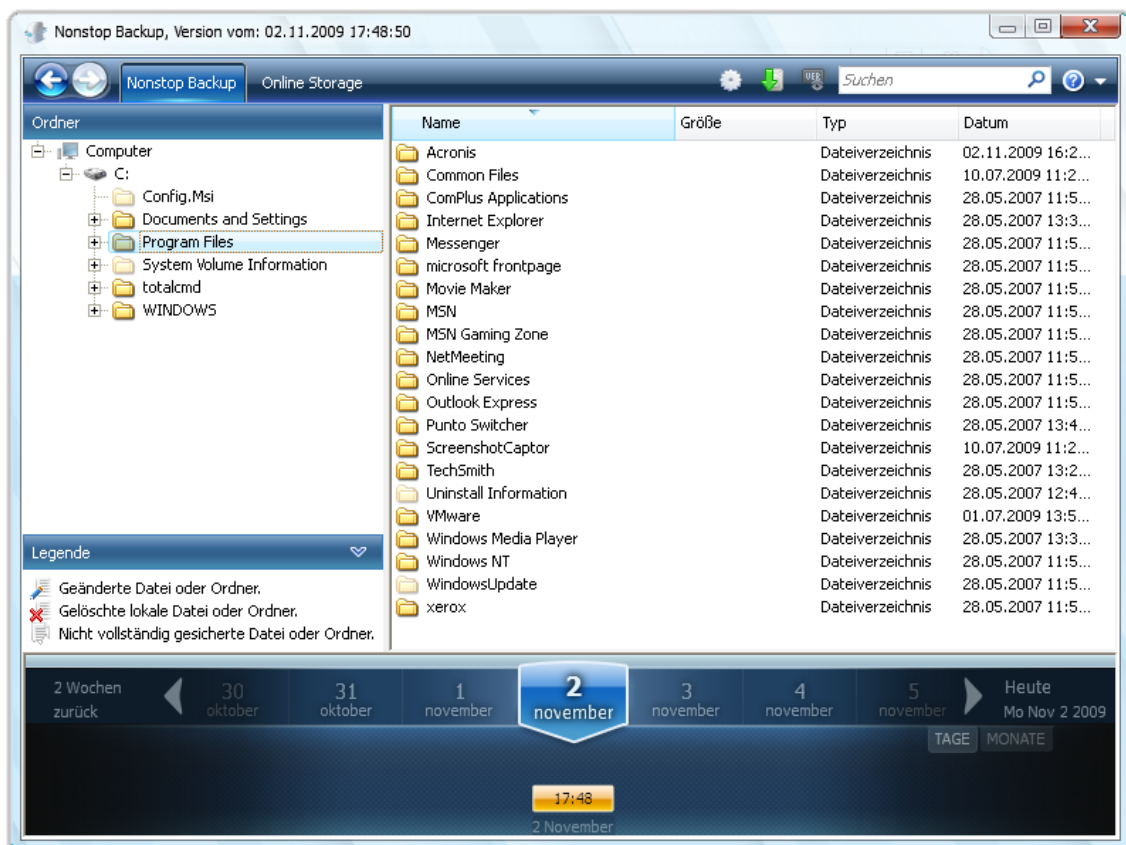 Nonstop Backup, Version vom: 02.11.2009 17:48:50
Nonstop Backup Online Storage VER Suchen ?
Ordner
Computer
C:
Config.Msi
Documents and Settings
Program Files
System Volume Information
totalcmd
WINDOWS
Name Größe Typ Datum
Acronis Dateiverzeichnis 02.11.2009 16:2...
Common Files Dateiverzeichnis 10.07.2009 11:2...
ComPlus Applications Dateiverzeichnis 28.05.2007 11:5...
Internet Explorer Dateiverzeichnis 28.05.2007 13:3...
Messenger Dateiverzeichnis 28.05.2007 11:5...
microsoft frontpage Dateiverzeichnis 28.05.2007 11:5...
Movie Maker Dateiverzeichnis 28.05.2007 11:5...
MSN Dateiverzeichnis 28.05.2007 11:5...
MSN Gaming Zone Dateiverzeichnis 28.05.2007 11:5...
NetMeeting Dateiverzeichnis 28.05.2007 11:5...
Online Services Dateiverzeichnis 28.05.2007 11:5...
Outlook Express Dateiverzeichnis 28.05.2007 11:5...
Punto Switcher Dateiverzeichnis 28.05.2007 13:4...
ScreenshotCaptor Dateiverzeichnis 10.07.2009 11:2...
TechSmith Dateiverzeichnis 28.05.2007 13:2...
Uninstall Information Dateiverzeichnis 28.05.2007 12:4...
VMware Dateiverzeichnis 01.07.2009 13:5...
Windows Media Player Dateiverzeichnis 28.05.2007 13:3...
Windows NT Dateiverzeichnis 28.05.2007 11:5...
WindowsUpdate Dateiverzeichnis 28.05.2007 11:5...
xerox Dateiverzeichnis 28.05.2007 11:5...
Legende
Geänderte Datei oder Ordner.
Gelöschte lokale Datei oder Ordner.
Nicht vollständig gesicherte Datei oder Ordner.
2 Wochen
zurück
30
oktober
31
oktober
1
november
2
november
3
november
4
november
5
november
Heute
Mo Nov 2 2009
TAGE MONATE
17:48
2 November